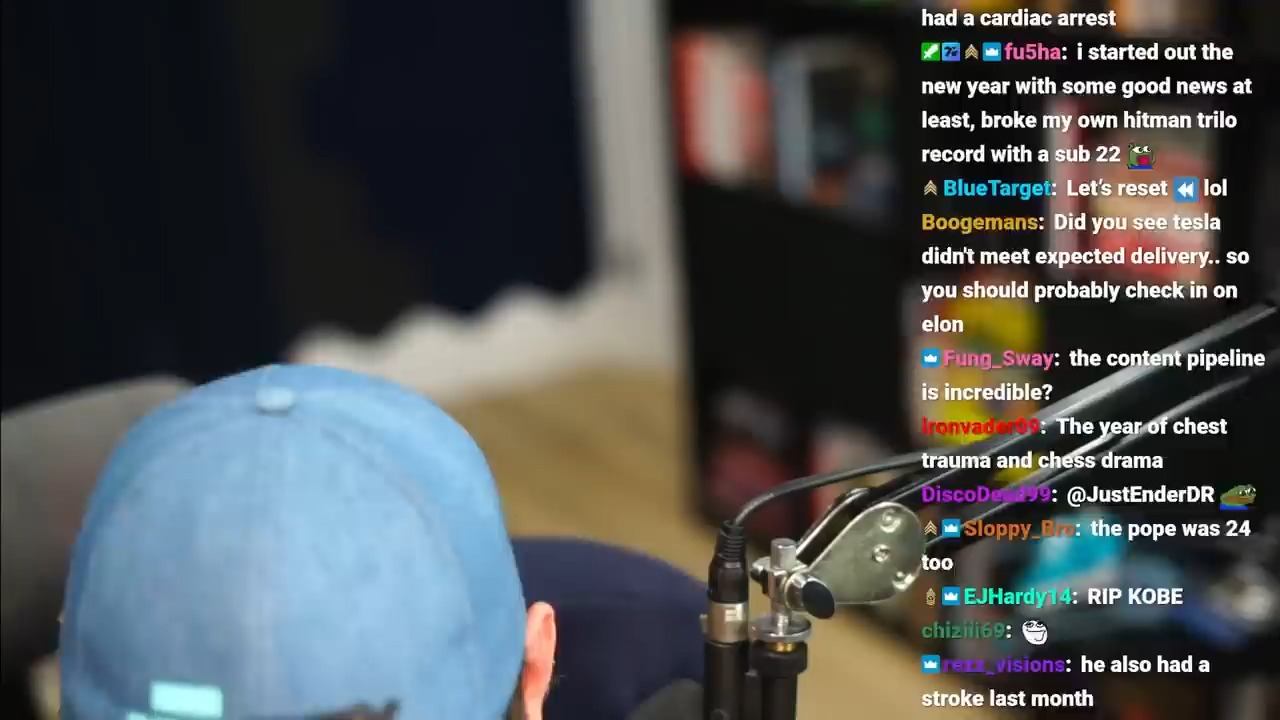 had a cardiac arrest
fu5ha: i started out the
new year with some good news at
least, broke my own hitman trilo
record with a sub 22
BlueTarget: Let's reset lol
Boogemans: Did you see tesla
didn't meet expected delivery.. so
you should probably check in on
elon
Fung_Sway: the content pipeline
is incredible?
Ironvader09: The year of chest
trauma and chess drama
DiscoDead99: @JustEnderDR
Sloppy_Bro: the pope was 24
too
EJHardy14: RIP KOBE
chizili69:
rezz_visions: he also had a
stroke last month